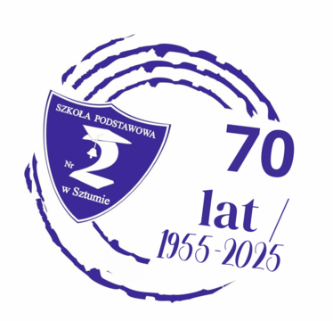 SZKOŁA PODSTAWOWA
Nr 2
w Sztumie
70
lat /
1955-2025